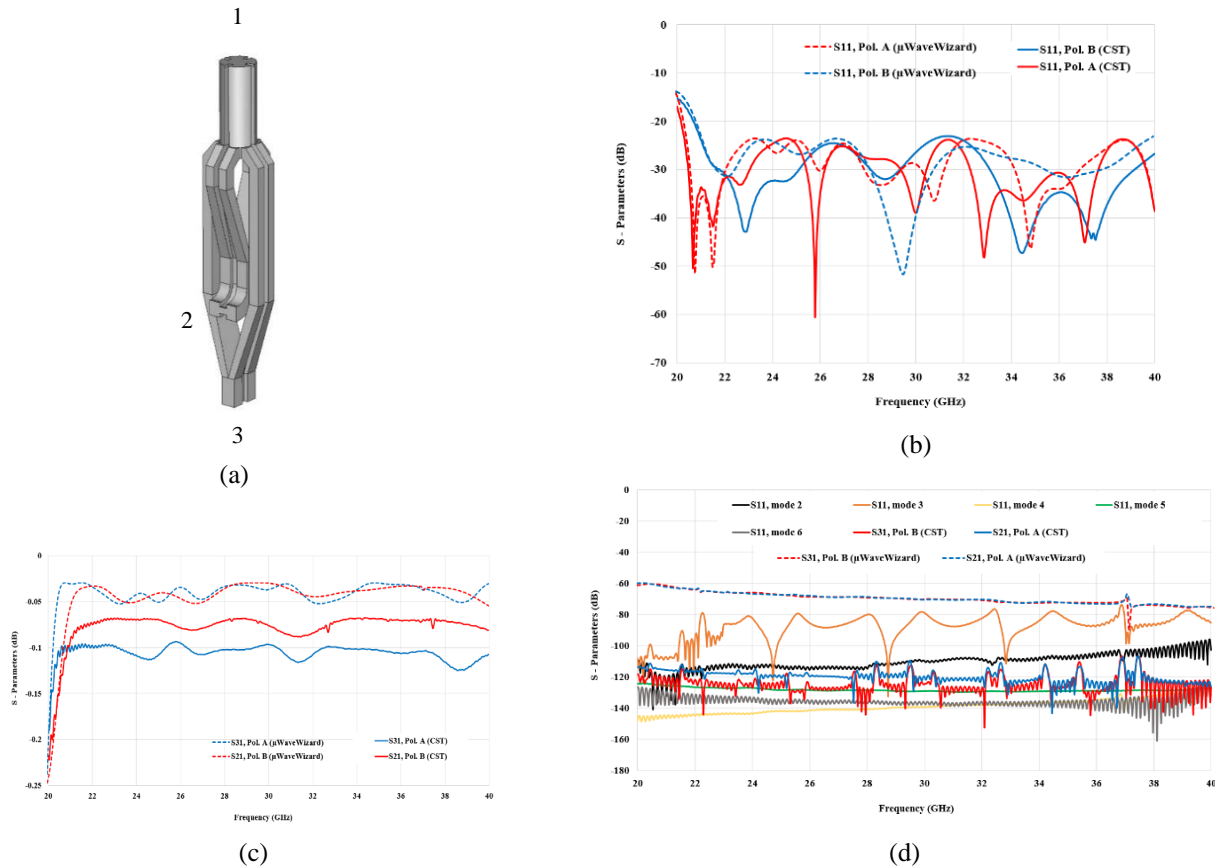 1
2
3
(a)
S11, Pol. A (μWaveWizard)
S11, Pol. B (CST)
S11, Pol. B (μWaveWizard)
S11, Pol. A (CST)
0
-10
-20
-30
-40
-50
-60
-70
S - Parameters (dB)
20 22 24 26 28 30 32 34 36 38 40
Frequency (GHz)
(b)
0
-0.05
-0.1
-0.15
-0.2
-0.25
S - Parameters (dB)
S31, Pol. A (μWaveWizard)
S31, Pol. A (CST)
S21, Pol. B (μWaveWizard)
S21, Pol. B (CST)
20 22 24 26 28 30 32 34 36 38 40
Frequency (GHz)
(c)
0
-20
-40
-60
-80
-100
-120
-140
-160
-180
S - Parameters (dB)
S11, mode 2
S11, mode 3
S11, mode 4
S11, mode 5
S11, mode 6
S31, Pol. B (CST)
S21, Pol. A (CST)
S31, Pol. B (μWaveWizard)
S21, Pol. A (μWaveWizard)
20 22 24 26 28 30 32 34 36 38 40
Frequency (GHz)
(d)